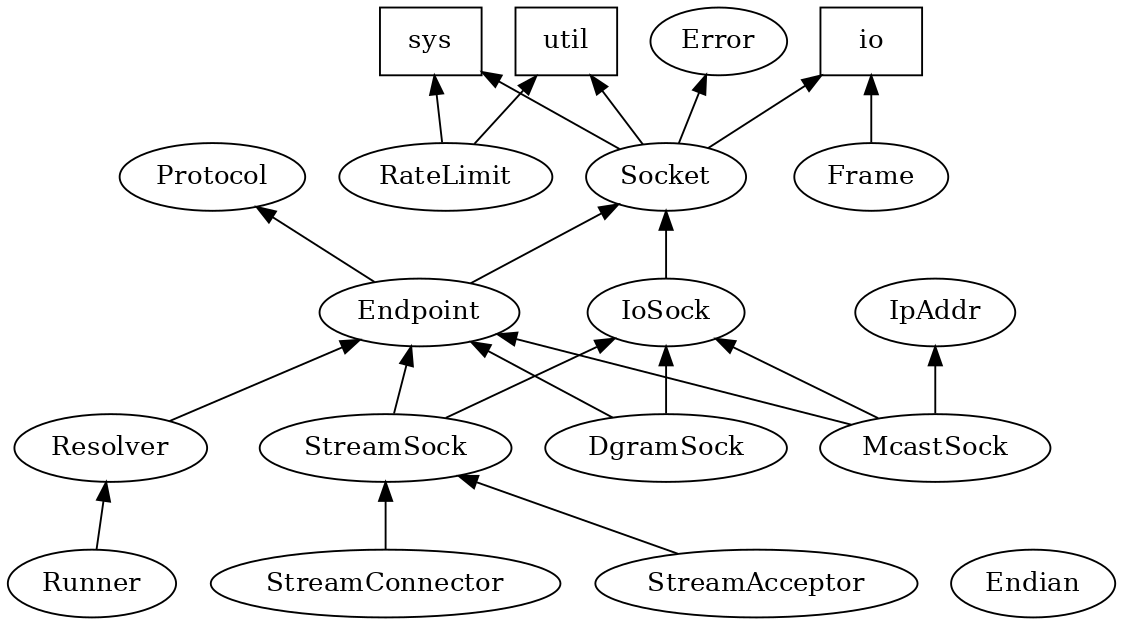 sys
util
Error
io
Protocol
RateLimit
Socket
Frame
Endpoint
IoSock
IpAddr
Resolver
StreamSock
DgramSock
McastSock
Runner
StreamConnector
StreamAcceptor
Endian